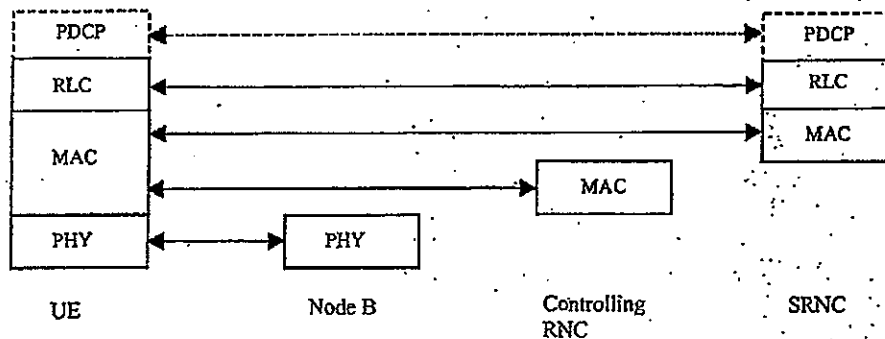 PDCP
PDCP
RLC
RLC
MAC
MAC
MAC
PHY
PHY
UE
Node B
Controlling
RNC
SRNC